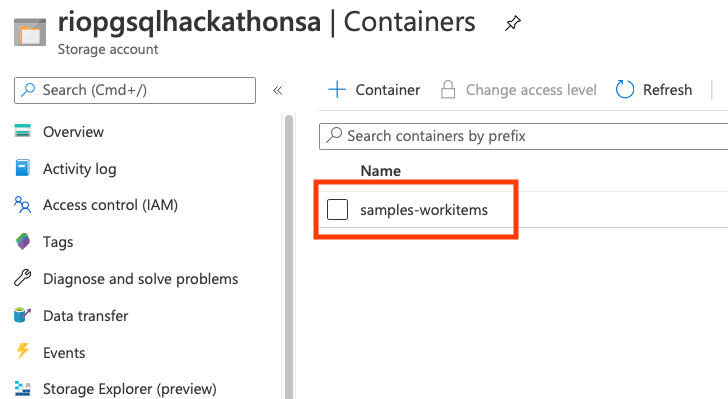 riopgsqlhackathonsa | Containers
Storage account
Search (Cmd+/)
«
Overview
Activity log
Access control (IAM)
Tags
Diagnose and solve problems
Data transfer
Events
Storage Explorer (preview)
+ Container
Change access level
Refresh
Search containers by prefix
Name
samples-workitems